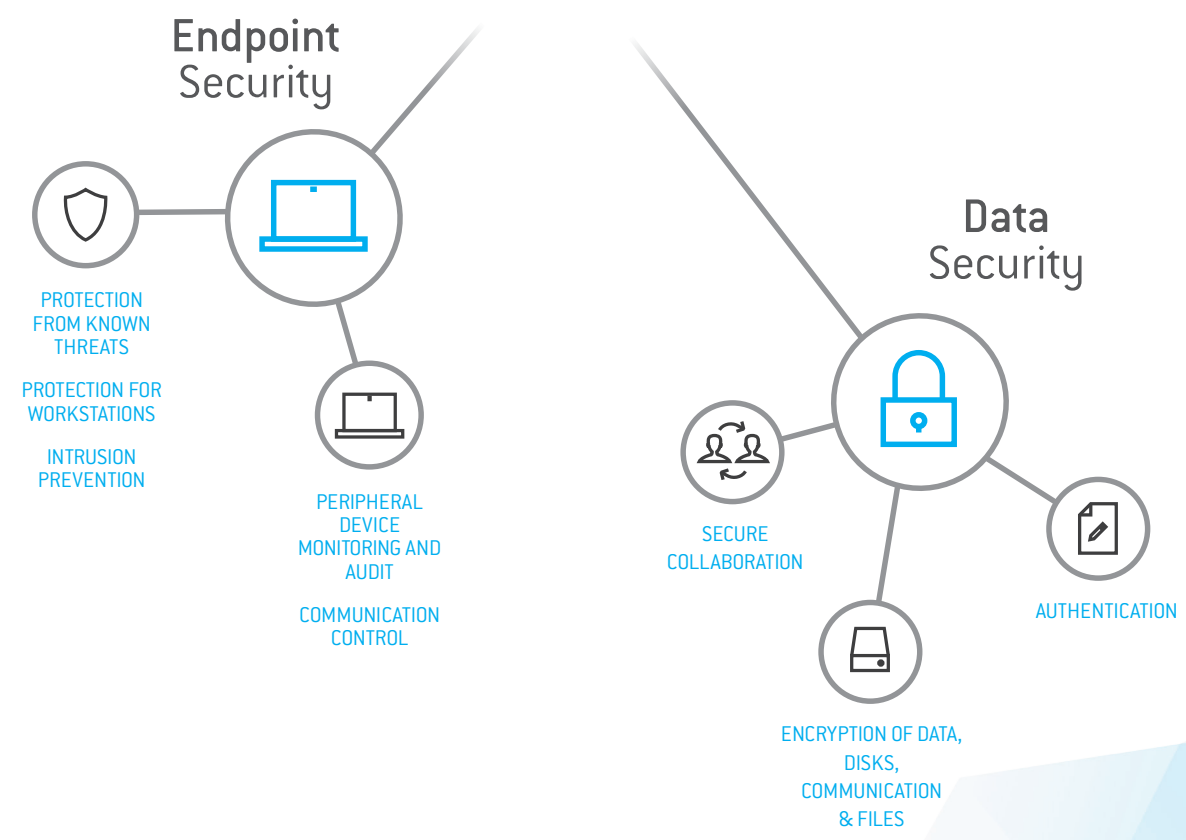 Endpoint
Security
PROTECTION
FROM KNOWN
THREATS
PROTECTION FOR
WORKSTATIONS
INTRUSION
PREVENTION
PERIPHERAL
DEVICE
MONITORING AND
AUDIT
COMMUNICATION
CONTROL
Data
Security
SECURE
COLLABORATION
AUTHENTICATION
ENCRYPTION OF DATA,
DISKS,
COMMUNICATION
& FILES